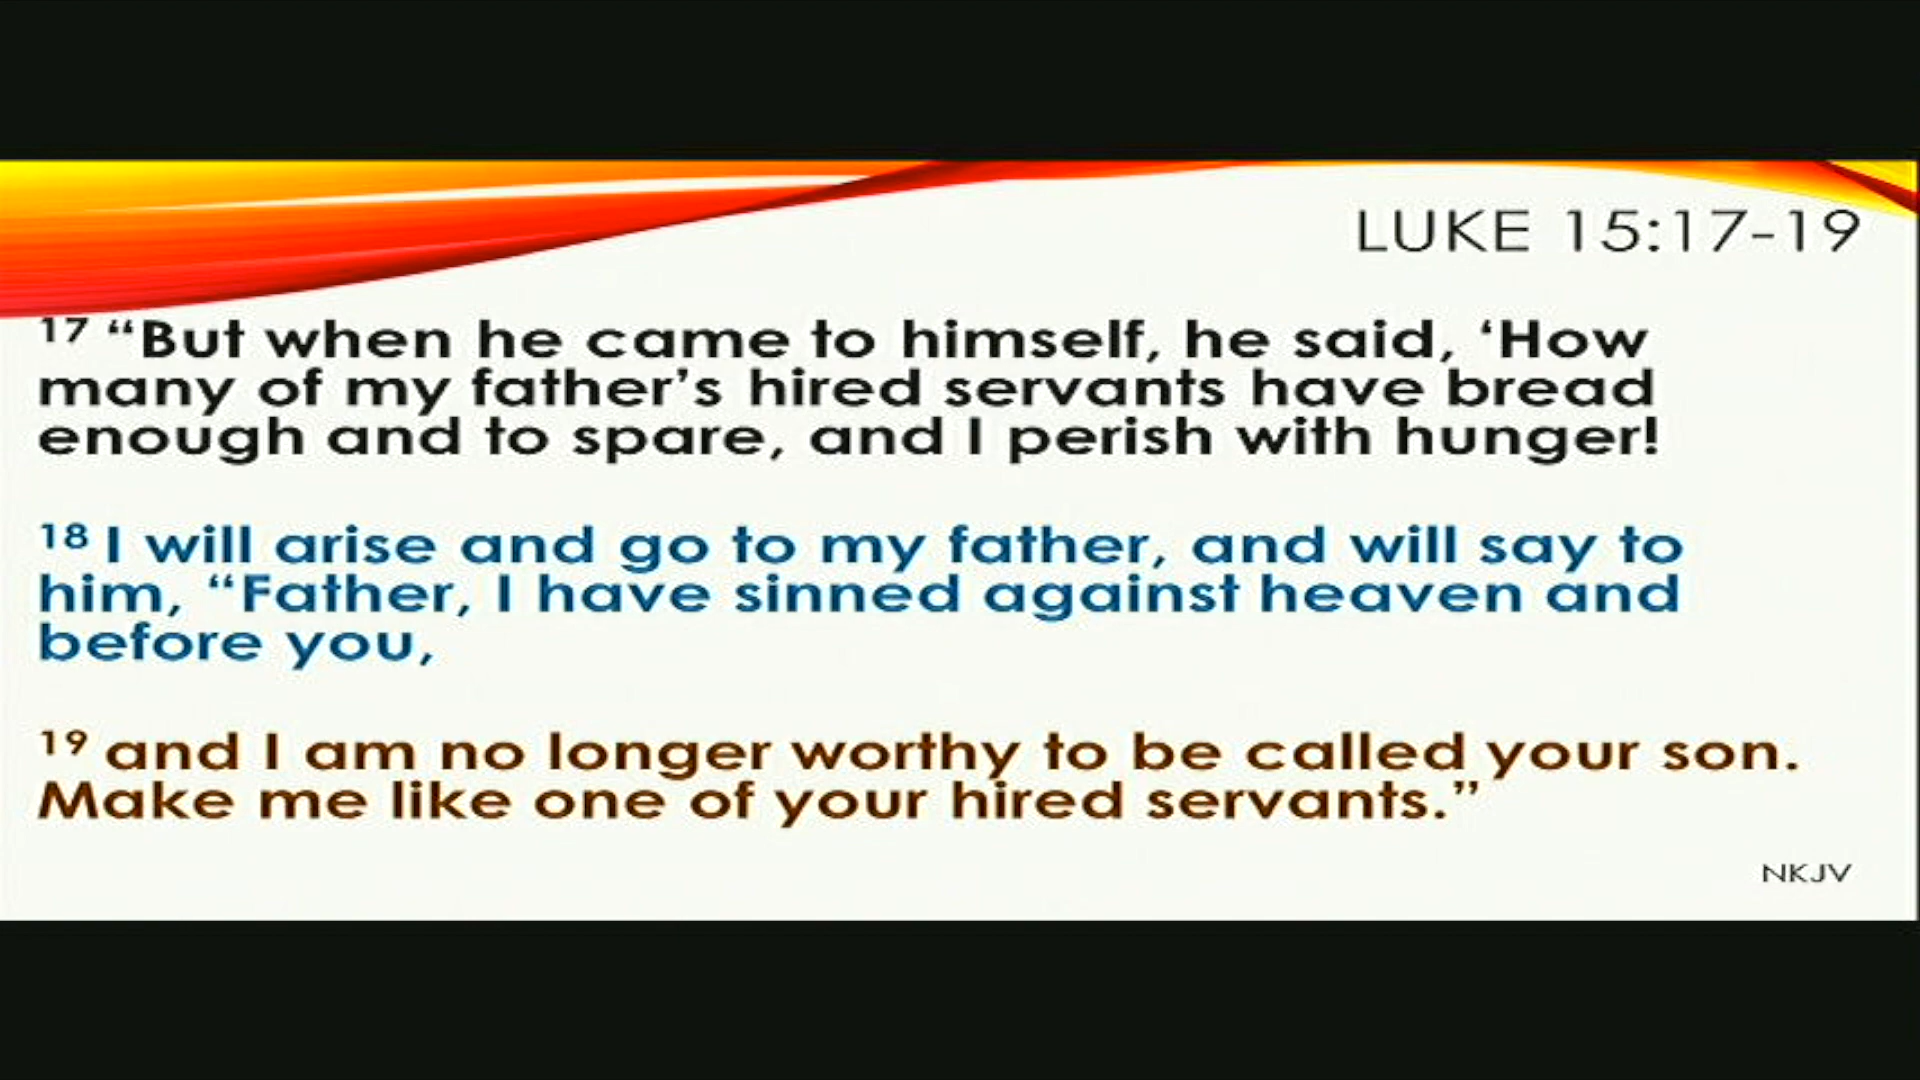 LUKE 15:17-19
17 “But when he came to himself, he said, ‘How
many of my father’s hired servants have bread
enough and to spare, and I perish with hunger!
18 I will arise and go to my father, and will say to
him, “Father, I have sinned against heaven and
before you,
19 and I am no longer worthy to be called your son.
Make me like one of your hired servants.”
NKJV